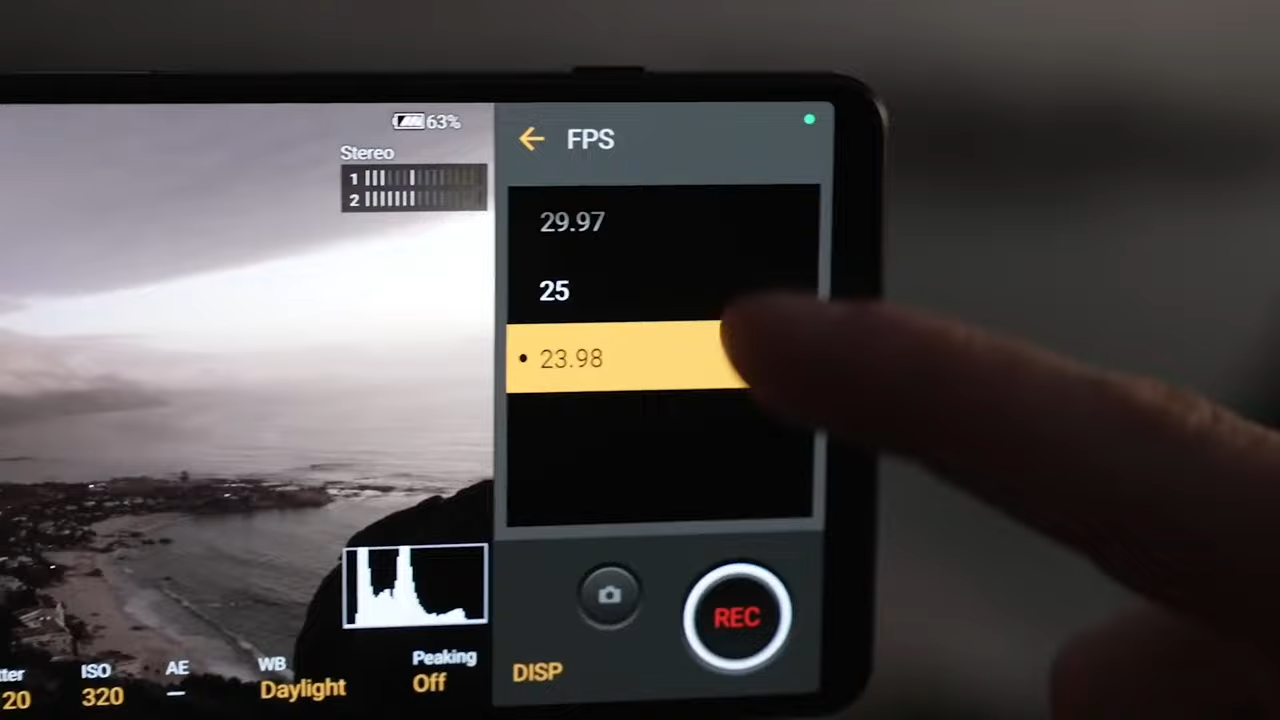 63%
Stereo
1
2
FPS
29.97
25
23.98
REC
DISP
ISO
320
AE
—
WB
Daylight
Peaking
Off
20